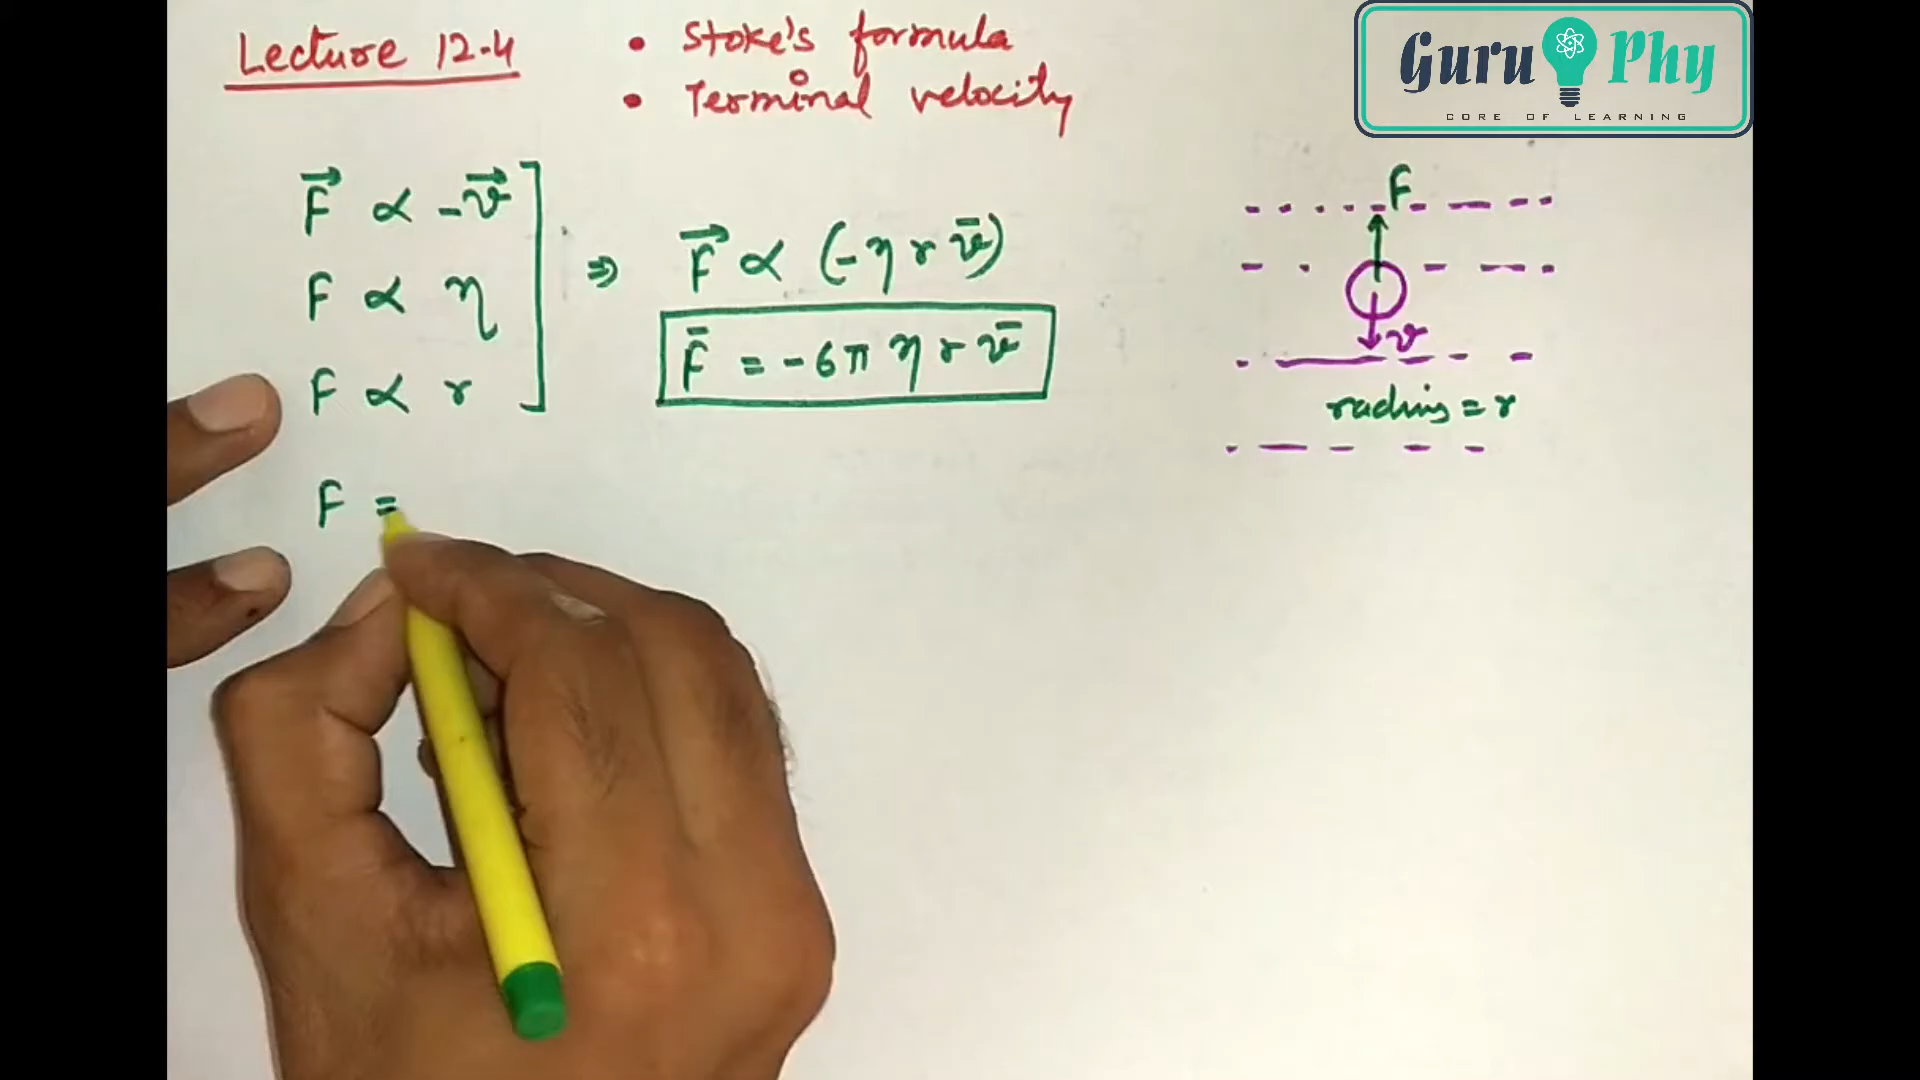 Lecture 12.4
• Stoke's formula
• Terminal velocity
Guru Phy
CORE OF LEARNING
F⃗ ∝ -v⃗
F ∝ η
F ∝ r
⇒ F⃗ ∝ (-η r v̄)
F̄ = -6π η r v̄
F =
F
v
radius = r